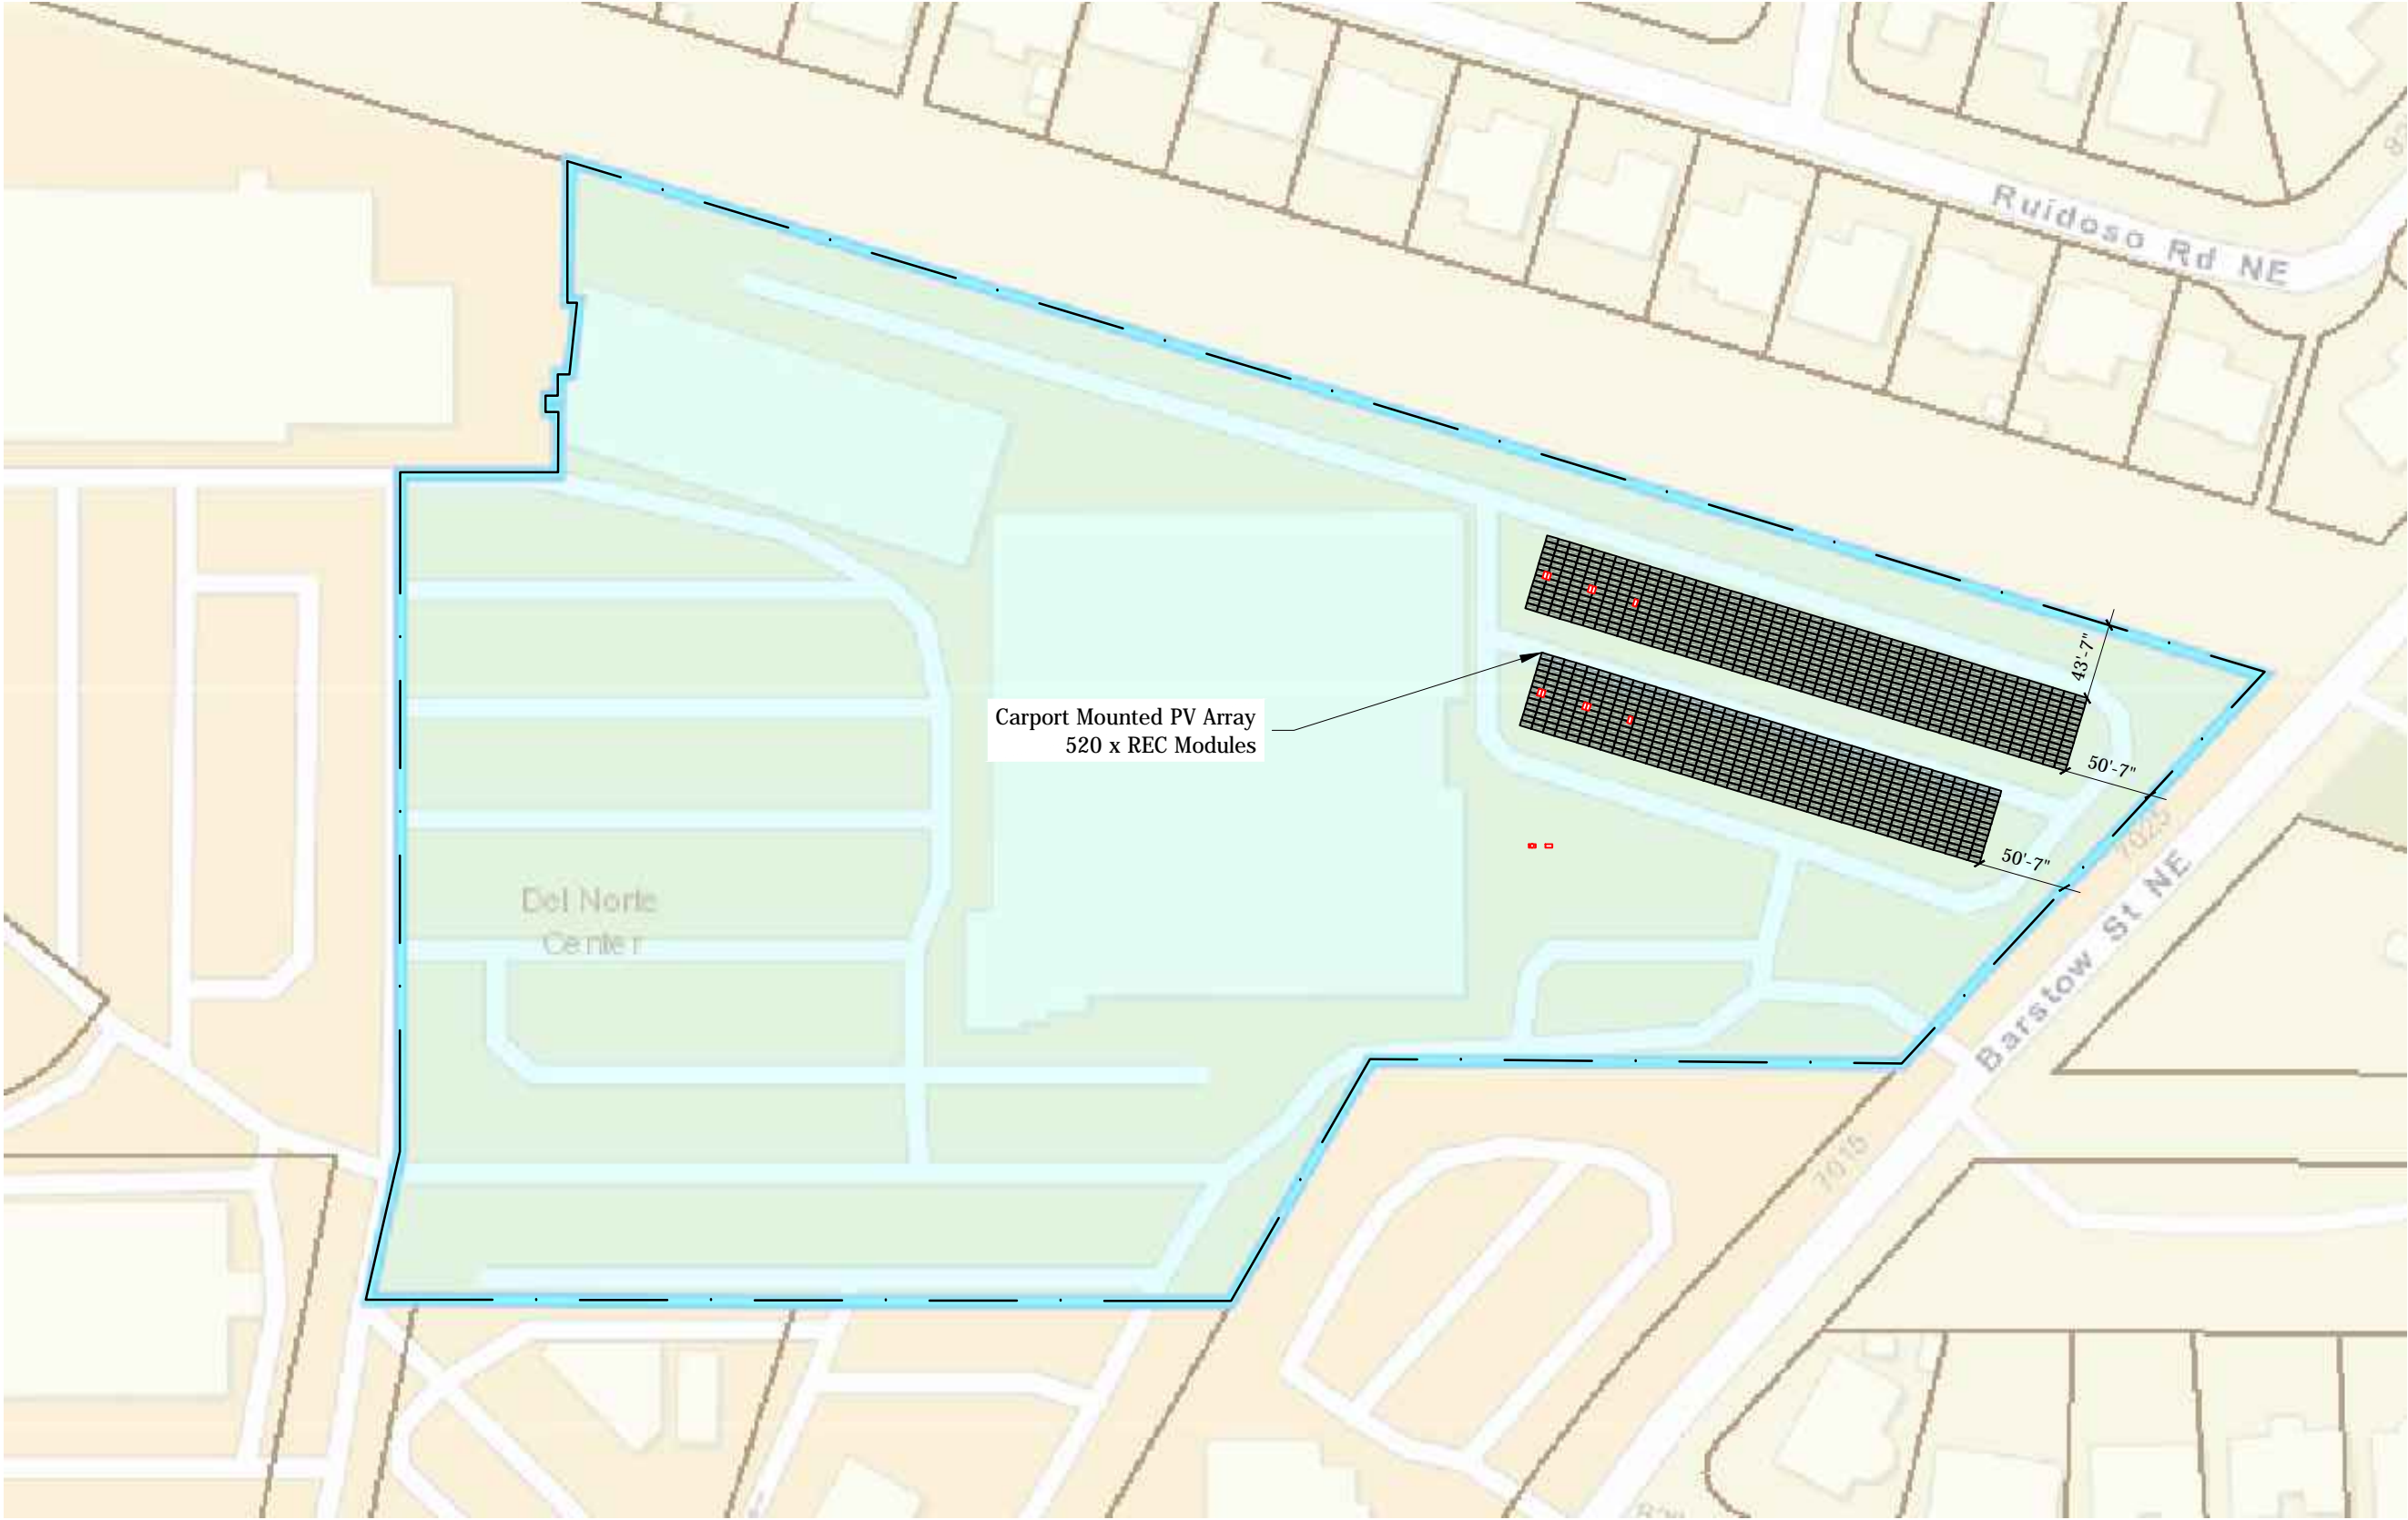 Ruidoso Rd NE
43'-7"
Carport Mounted PV Array
520 x REC Modules
50'-7"
7025
50'-7"
Del Norte
Center
Barstow St NE
7015